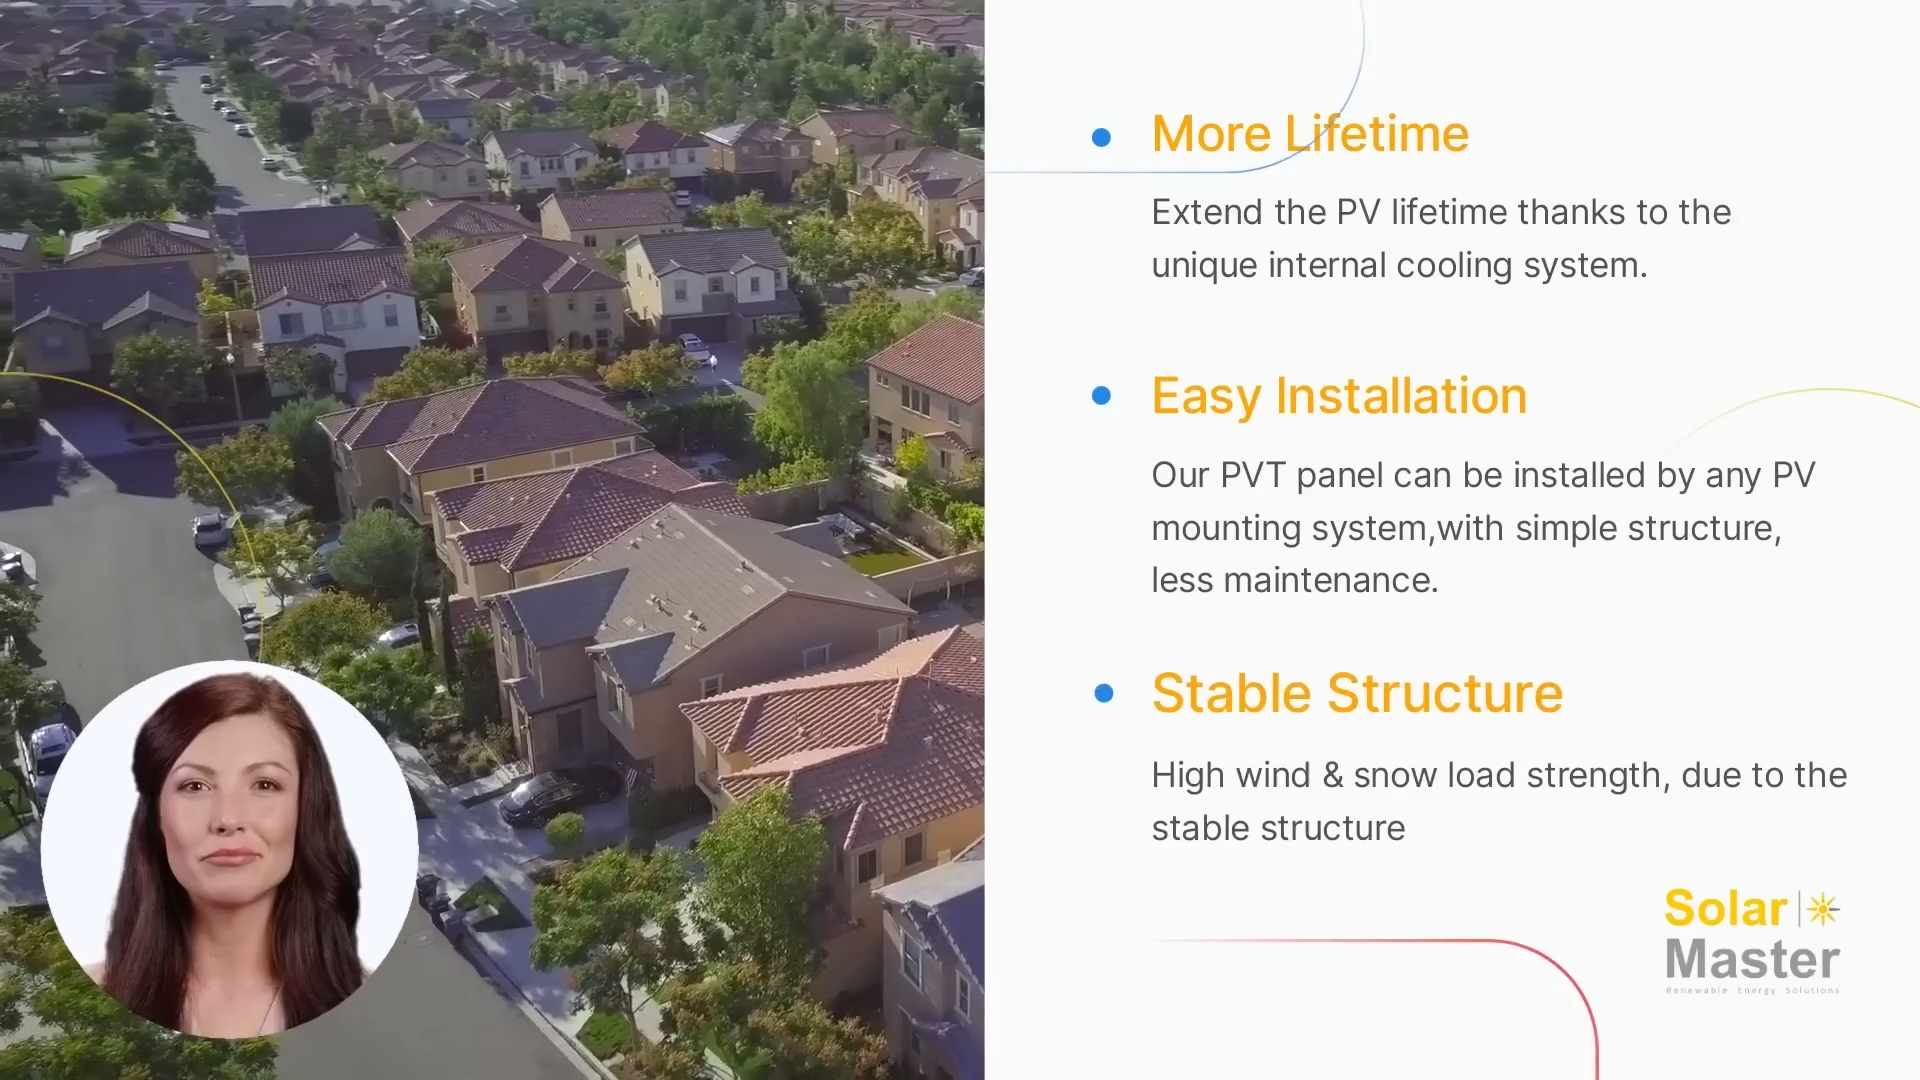 More Lifetime
Extend the PV lifetime thanks to the
unique internal cooling system.
Easy Installation
Our PVT panel can be installed by any PV
mounting system,with simple structure,
less maintenance.
Stable Structure
High wind & snow load strength, due to the
stable structure
Solar
Master
Renewable Energy Solutions